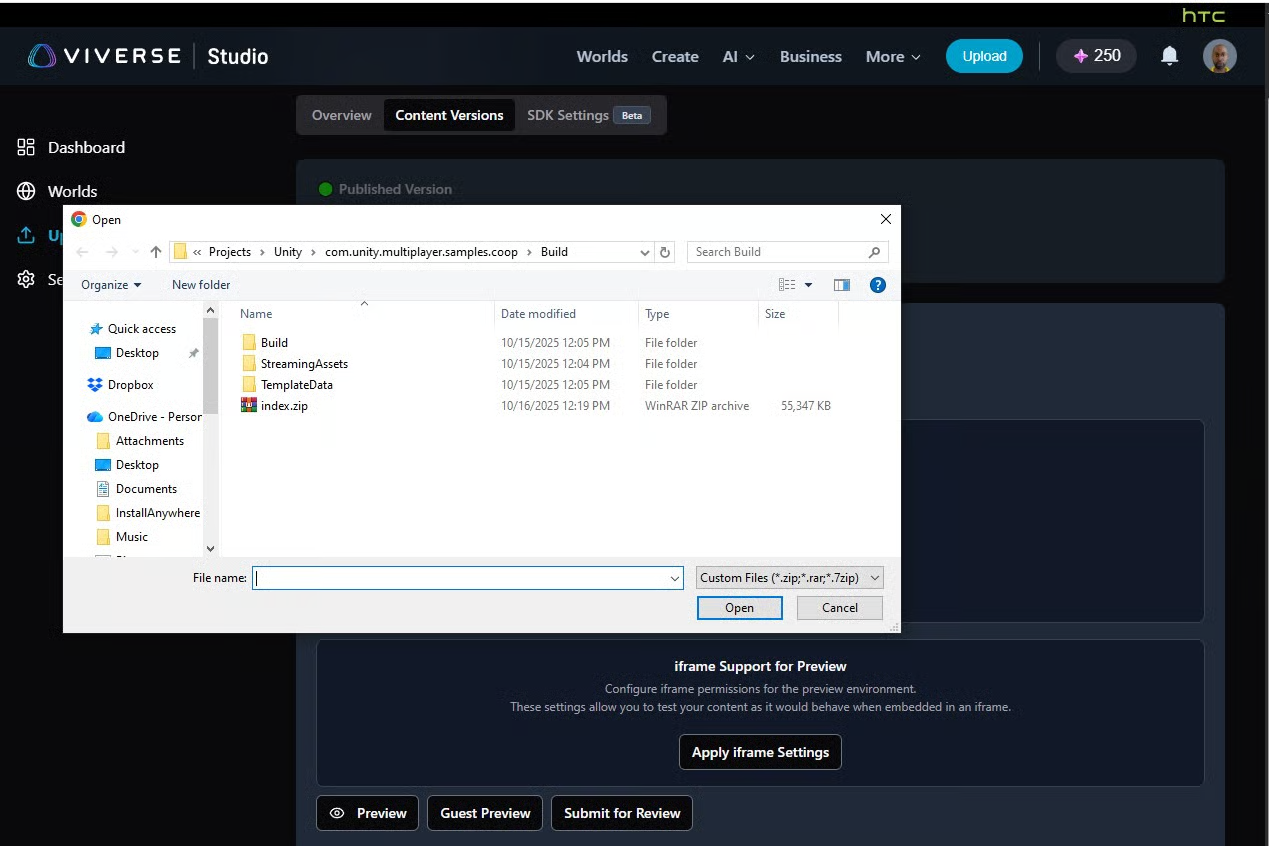 hTC
VIVERSE Studio Worlds Create AI Business More Upload 250
Overview Content Versions SDK Settings Beta
Dashboard
Published Version
Worlds
Open
« Projects > Unity > com.unity.multiplayer.samples.coop > Build Search Build
Organize New folder
Name Date modified Type Size
Quick access
Desktop
Dropbox
OneDrive - Person
Attachments
Desktop
Documents
InstallAnywhere
Music
Build 10/15/2025 12:05 PM File folder
StreamingAssets 10/15/2025 12:04 PM File folder
TemplateData 10/15/2025 12:05 PM File folder
index.zip 10/16/2025 12:19 PM WinRAR ZIP archive 55,347 KB
File name: Custom Files (*.zip;*.rar;*.7zip)
Open Cancel
iframe Support for Preview
Configure iframe permissions for the preview environment.
These settings allow you to test your content as it would behave when embedded in an iframe.
Apply iframe Settings
Preview Guest Preview Submit for Review